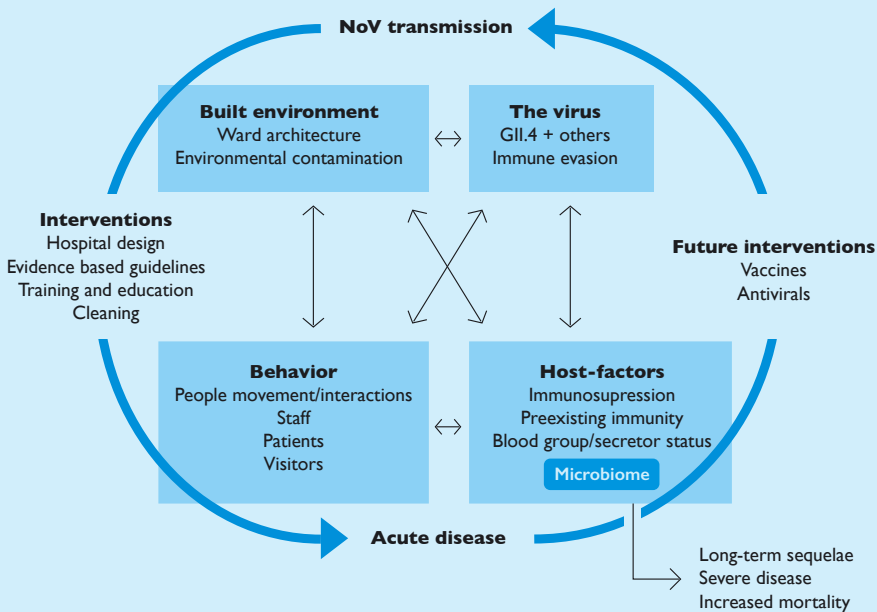 NoV transmission
Built environment
Ward architecture
Environmental contamination
The virus
GII.4 + others
Immune evasion
Interventions
Hospital design
Evidence based guidelines
Training and education
Cleaning
Future interventions
Vaccines
Antivirals
Behavior
People movement/interactions
Staff
Patients
Visitors
Host-factors
Immunosupression
Preexisting immunity
Blood group/secretor status
Microbiome
Acute disease
Long-term sequelae
Severe disease
Increased mortality